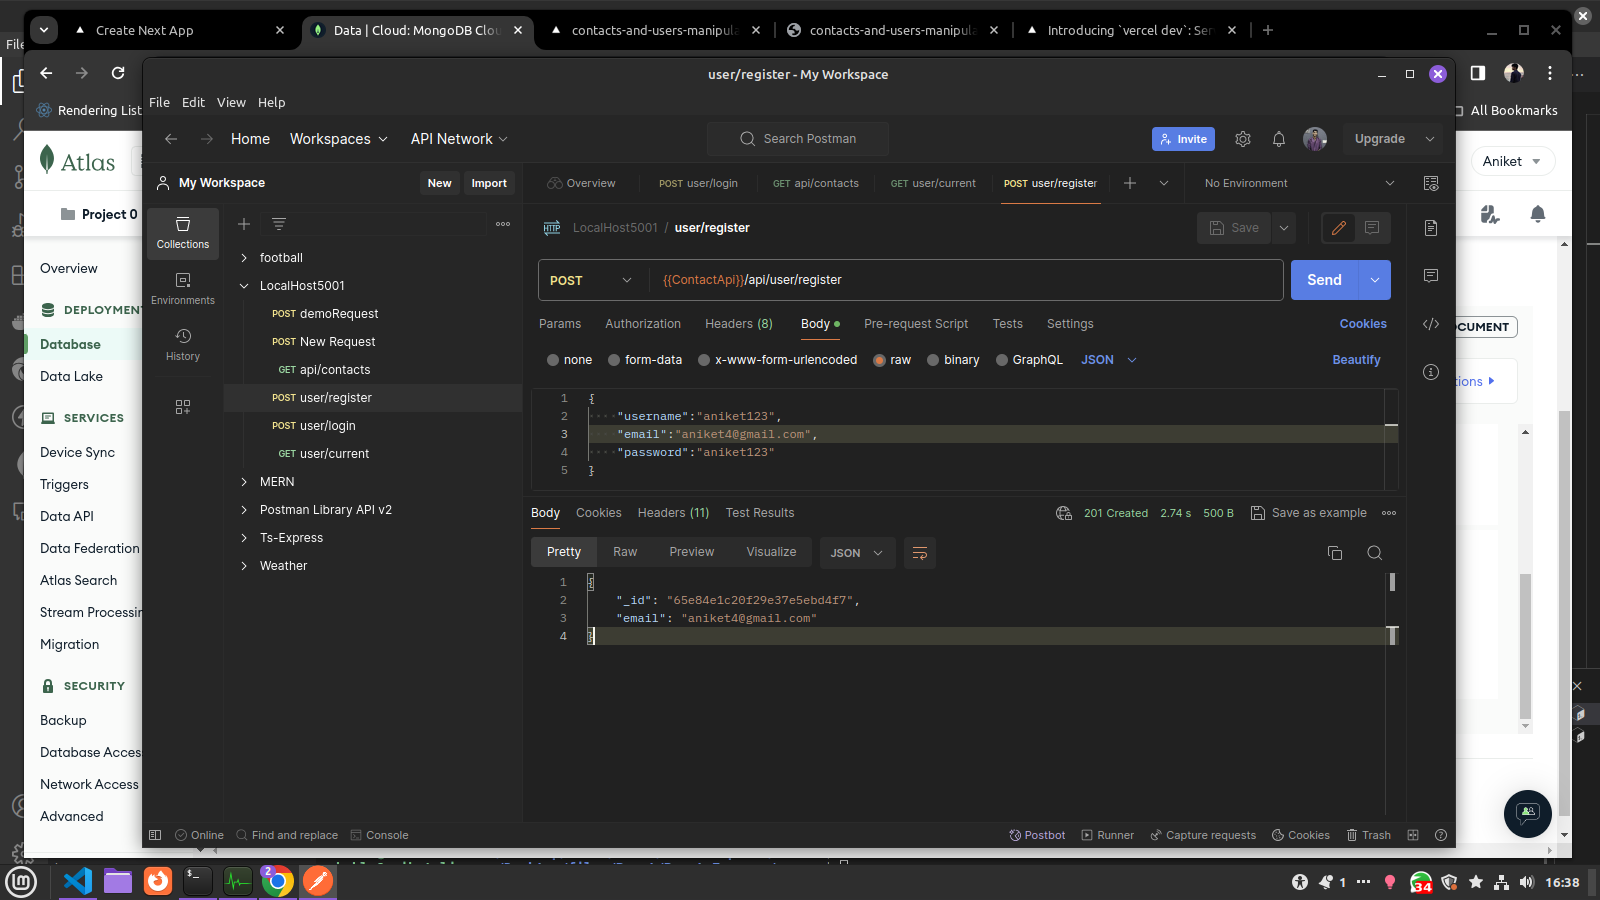 Create Next App
Data | Cloud: MongoDB Clou
contacts-and-users-manipula
contacts-and-users-manipula
Introducing `vercel dev`: Ser
File
Rendering List
All Bookmarks
user/register - My Workspace
File Edit View Help
Home Workspaces API Network
Search Postman
Invite
Upgrade
Atlas
Aniket
Project 0
My Workspace
New Import
Overview
POST user/login
GET api/contacts
GET user/current
POST user/register
No Environment
Collections
Environments
History
football
LocalHost5001
POST demoRequest
POST New Request
GET api/contacts
POST user/register
POST user/login
GET user/current
MERN
Postman Library API v2
Ts-Express
Weather
HTTP LocalHost5001 / user/register
Save
POST {{ContactApi}}/api/user/register
Send
Params Authorization Headers (8) Body Pre-request Script Tests Settings Cookies
none form-data x-www-form-urlencoded raw binary GraphQL JSON Beautify
1 {
2 "username":"aniket123",
3 "email":"aniket4@gmail.com",
4 "password":"aniket123"
5 }
Body Cookies Headers (11) Test Results
201 Created 2.74 s 500 B Save as example
Pretty Raw Preview Visualize JSON
1 {
2 "_id": "65e84e1c20f29e37e5ebd4f7",
3 "email": "aniket4@gmail.com"
4 }
Overview
DEPLOYMENT
Database
Data Lake
SERVICES
Device Sync
Triggers
Data API
Data Federation
Atlas Search
Stream Processin
Migration
SECURITY
Backup
Database Acces
Network Access
Advanced
OCUMENT
tions
Online Find and replace Console
Postbot Runner Capture requests Cookies Trash
2
1
34
16:38